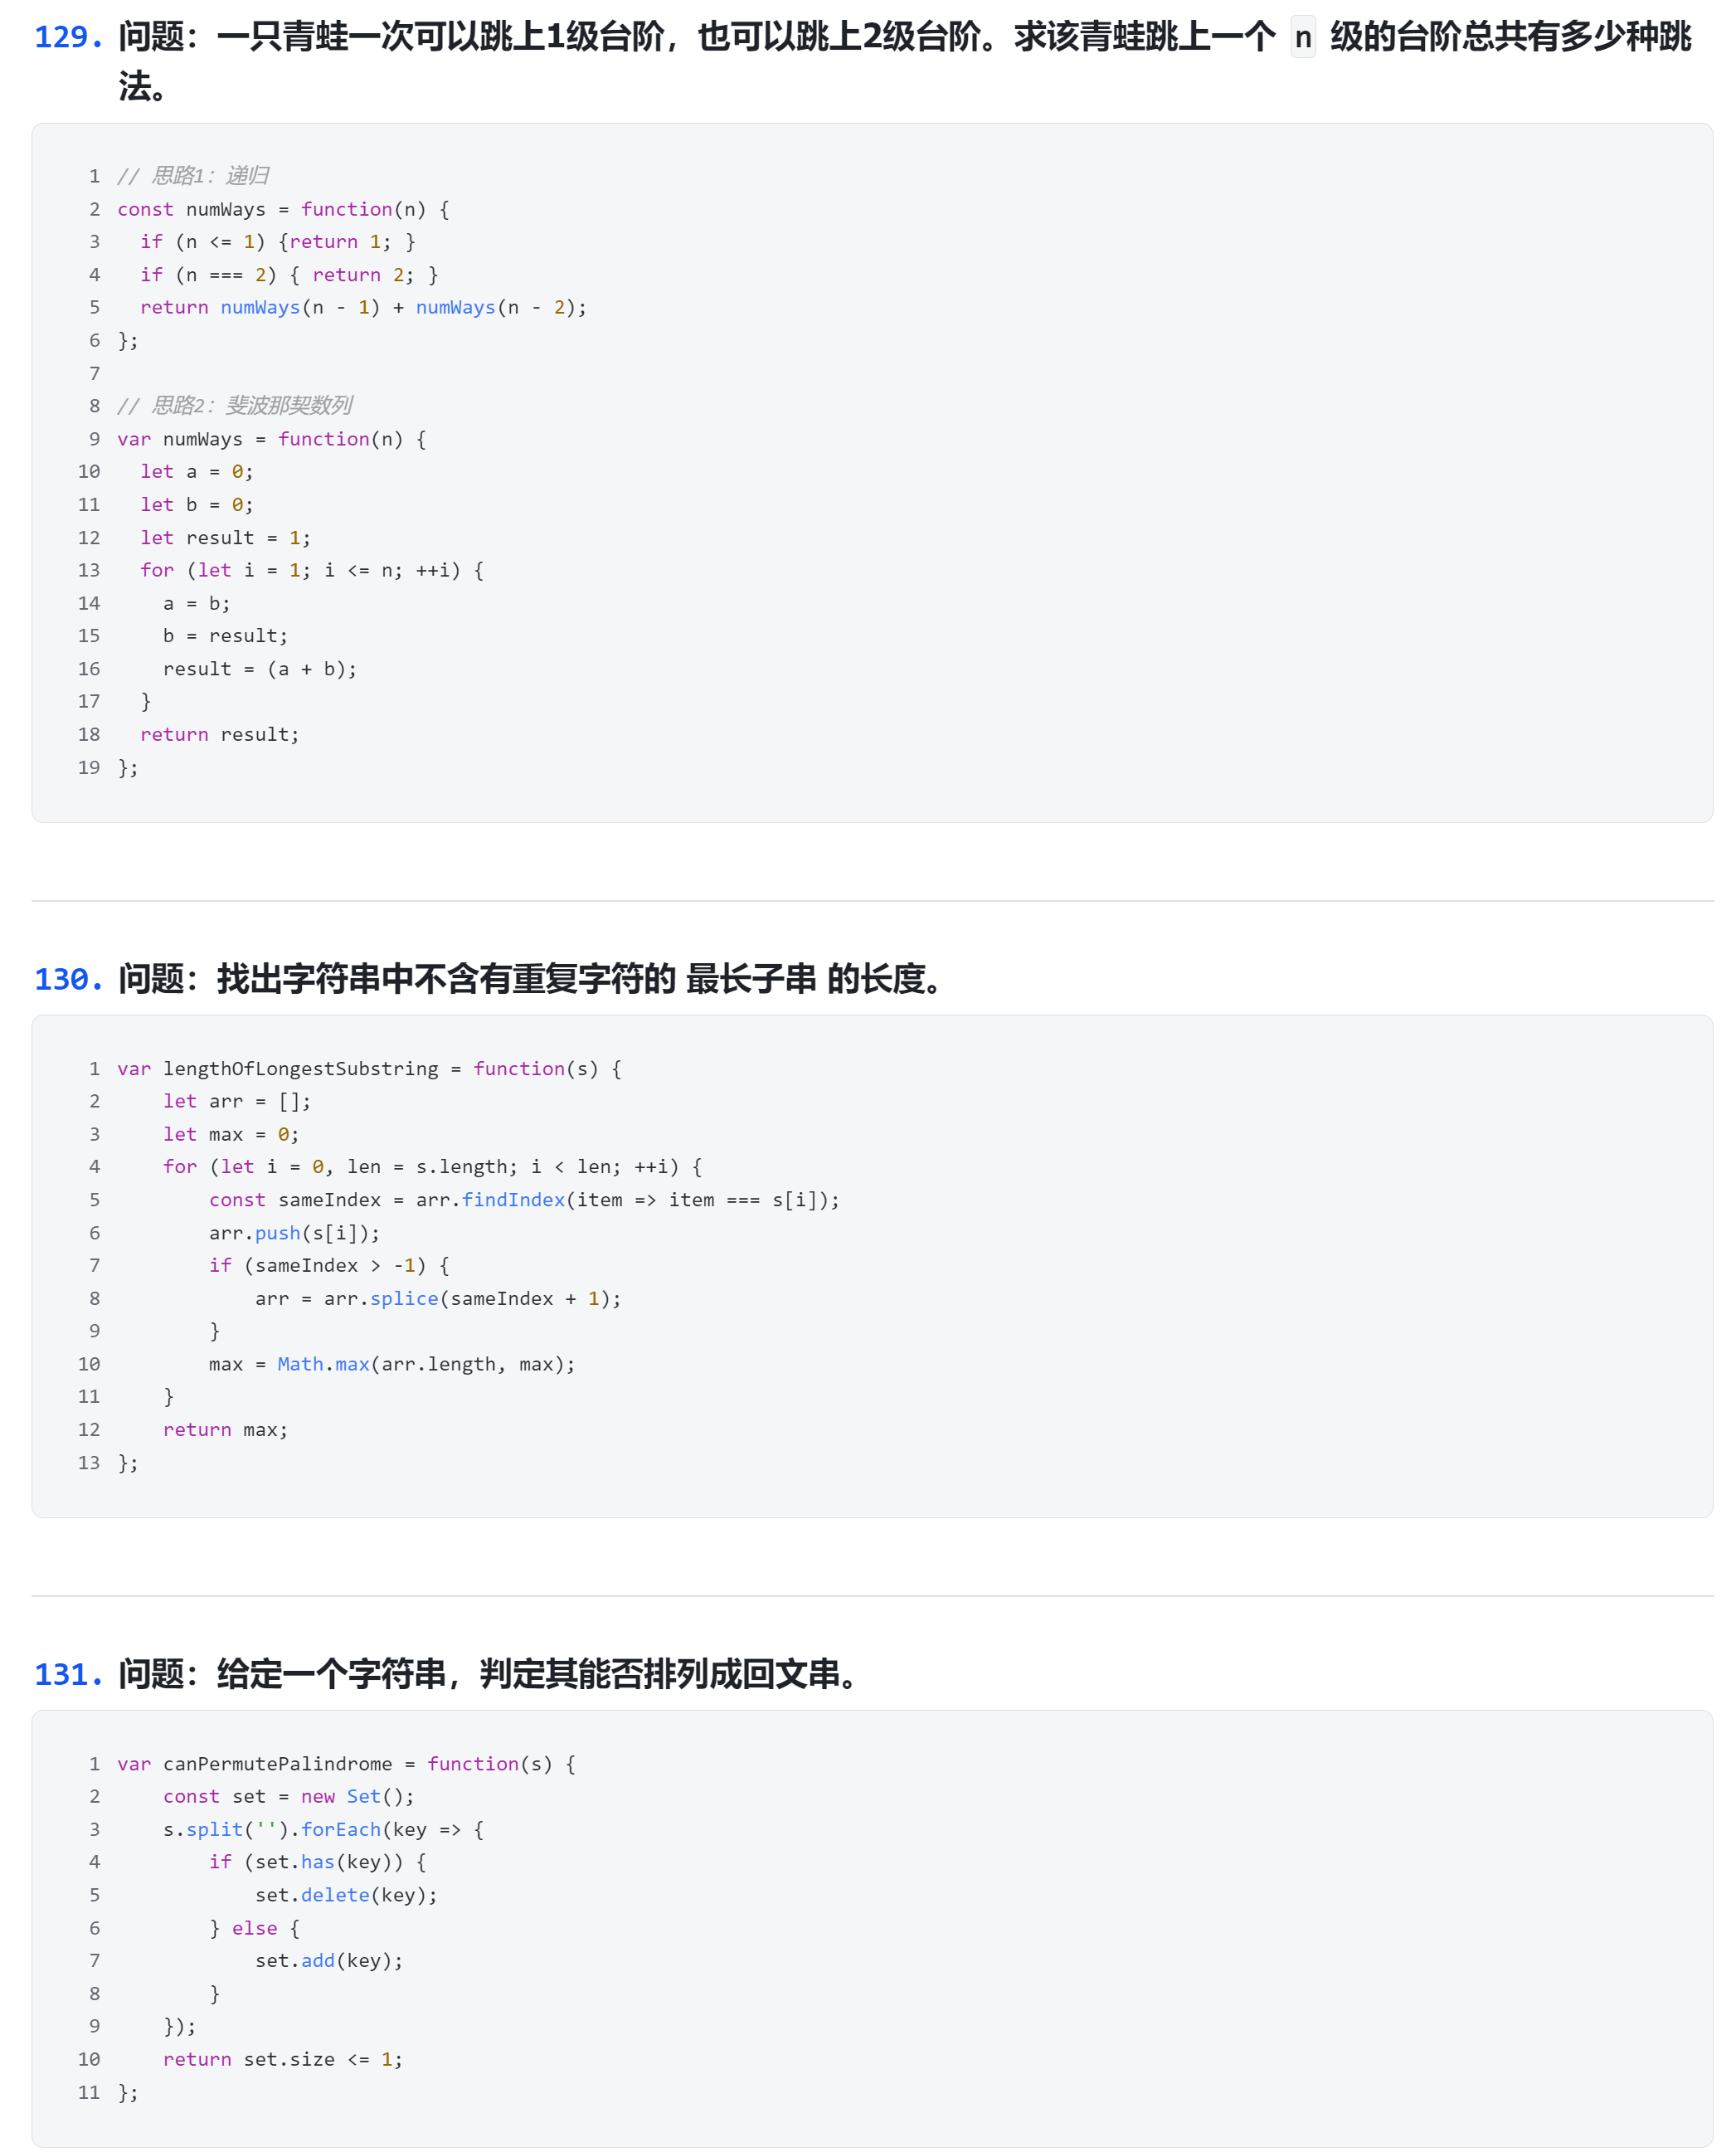 129. 问题：一只青蛙一次可以跳上1级台阶，也可以跳上2级台阶。求该青蛙跳上一个 n 级的台阶总共有多少种跳
法。
1 // 思路1：递归
2 const numWays = function(n) {
3   if (n <= 1) {return 1; }
4   if (n === 2) { return 2; }
5   return numWays(n - 1) + numWays(n - 2);
6 };
7
8 // 思路2：斐波那契数列
9 var numWays = function(n) {
10   let a = 0;
11   let b = 0;
12   let result = 1;
13   for (let i = 1; i <= n; ++i) {
14     a = b;
15     b = result;
16     result = (a + b);
17   }
18   return result;
19 };
130. 问题：找出字符串中不含有重复字符的 最长子串 的长度。
1 var lengthOfLongestSubstring = function(s) {
2     let arr = [];
3     let max = 0;
4     for (let i = 0, len = s.length; i < len; ++i) {
5         const sameIndex = arr.findIndex(item => item === s[i]);
6         arr.push(s[i]);
7         if (sameIndex > -1) {
8             arr = arr.splice(sameIndex + 1);
9         }
10         max = Math.max(arr.length, max);
11     }
12     return max;
13 };
131. 问题：给定一个字符串，判定其能否排列成回文串。
1 var canPermutePalindrome = function(s) {
2     const set = new Set();
3     s.split('').forEach(key => {
4         if (set.has(key)) {
5             set.delete(key);
6         } else {
7             set.add(key);
8         }
9     });
10     return set.size <= 1;
11 };